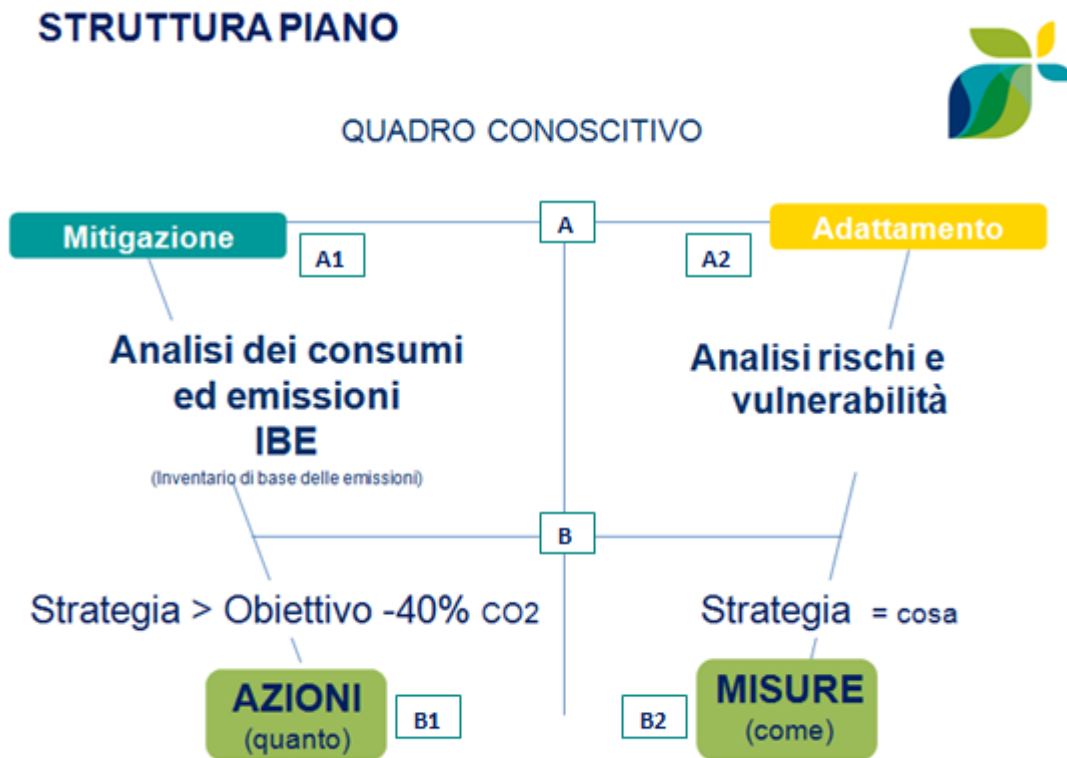 STRUTTURA PIANO
QUADRO CONOSCITIVO
Mitigazione
A
Adattamento
A1
A2
Analisi dei consumi
ed emissioni
IBE
(Inventario di base delle emissioni)
Analisi rischi e
vulnerabilità
B
Strategia > Obiettivo -40% CO2
Strategia = cosa
AZIONI
(quanto)
B1
B2
MISURE
(come)